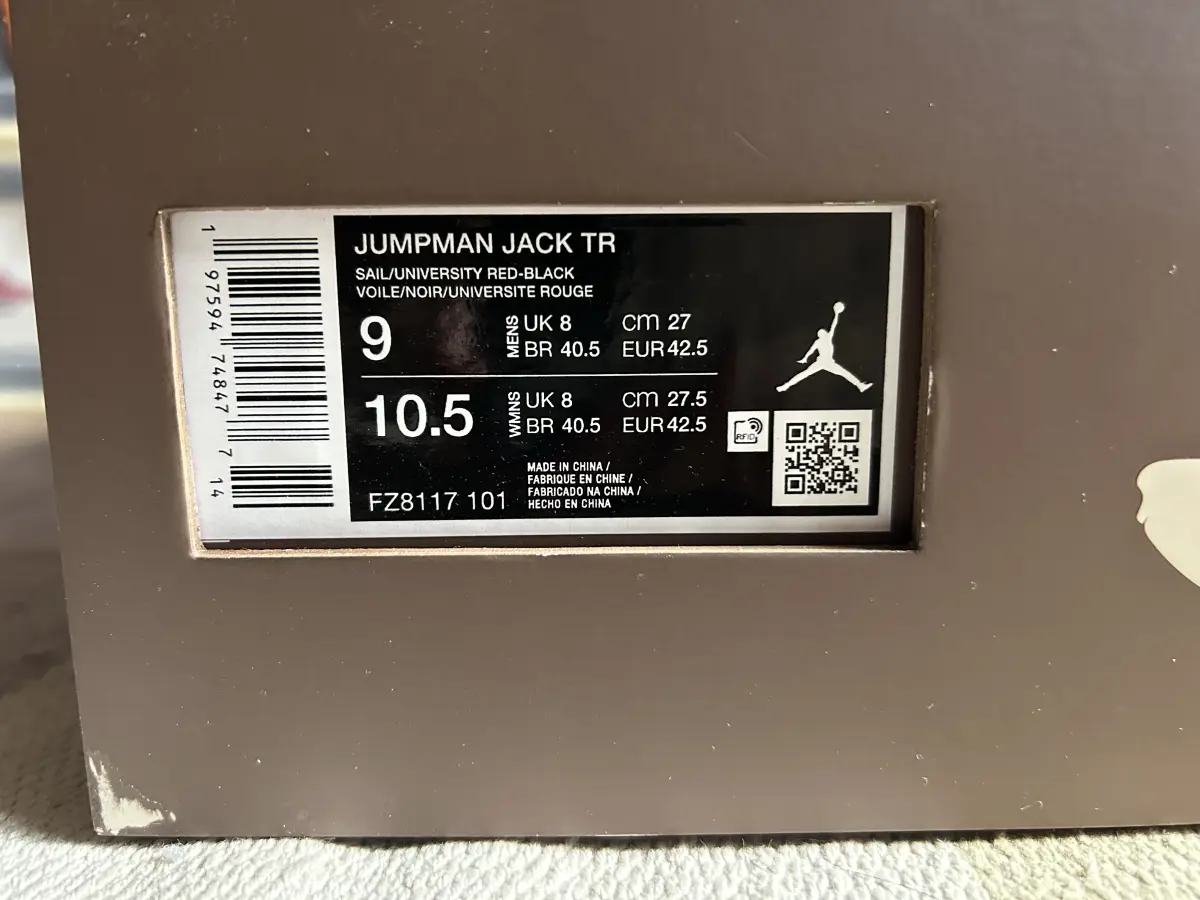 JUMPMAN JACK TR
SAIL/UNIVERSITY RED-BLACK
VOILE/NOIR/UNIVERSITE ROUGE
9
MENS
UK 8 cm 27
BR 40.5 EUR 42.5
10.5
WMNS
UK 8 cm 27.5
BR 40.5 EUR 42.5
MADE IN CHINA /
FABRIQUE EN CHINE /
FABRICADO NA CHINA /
HECHO EN CHINA
FZ8117 101
RFID
1 97594 74847 7 14